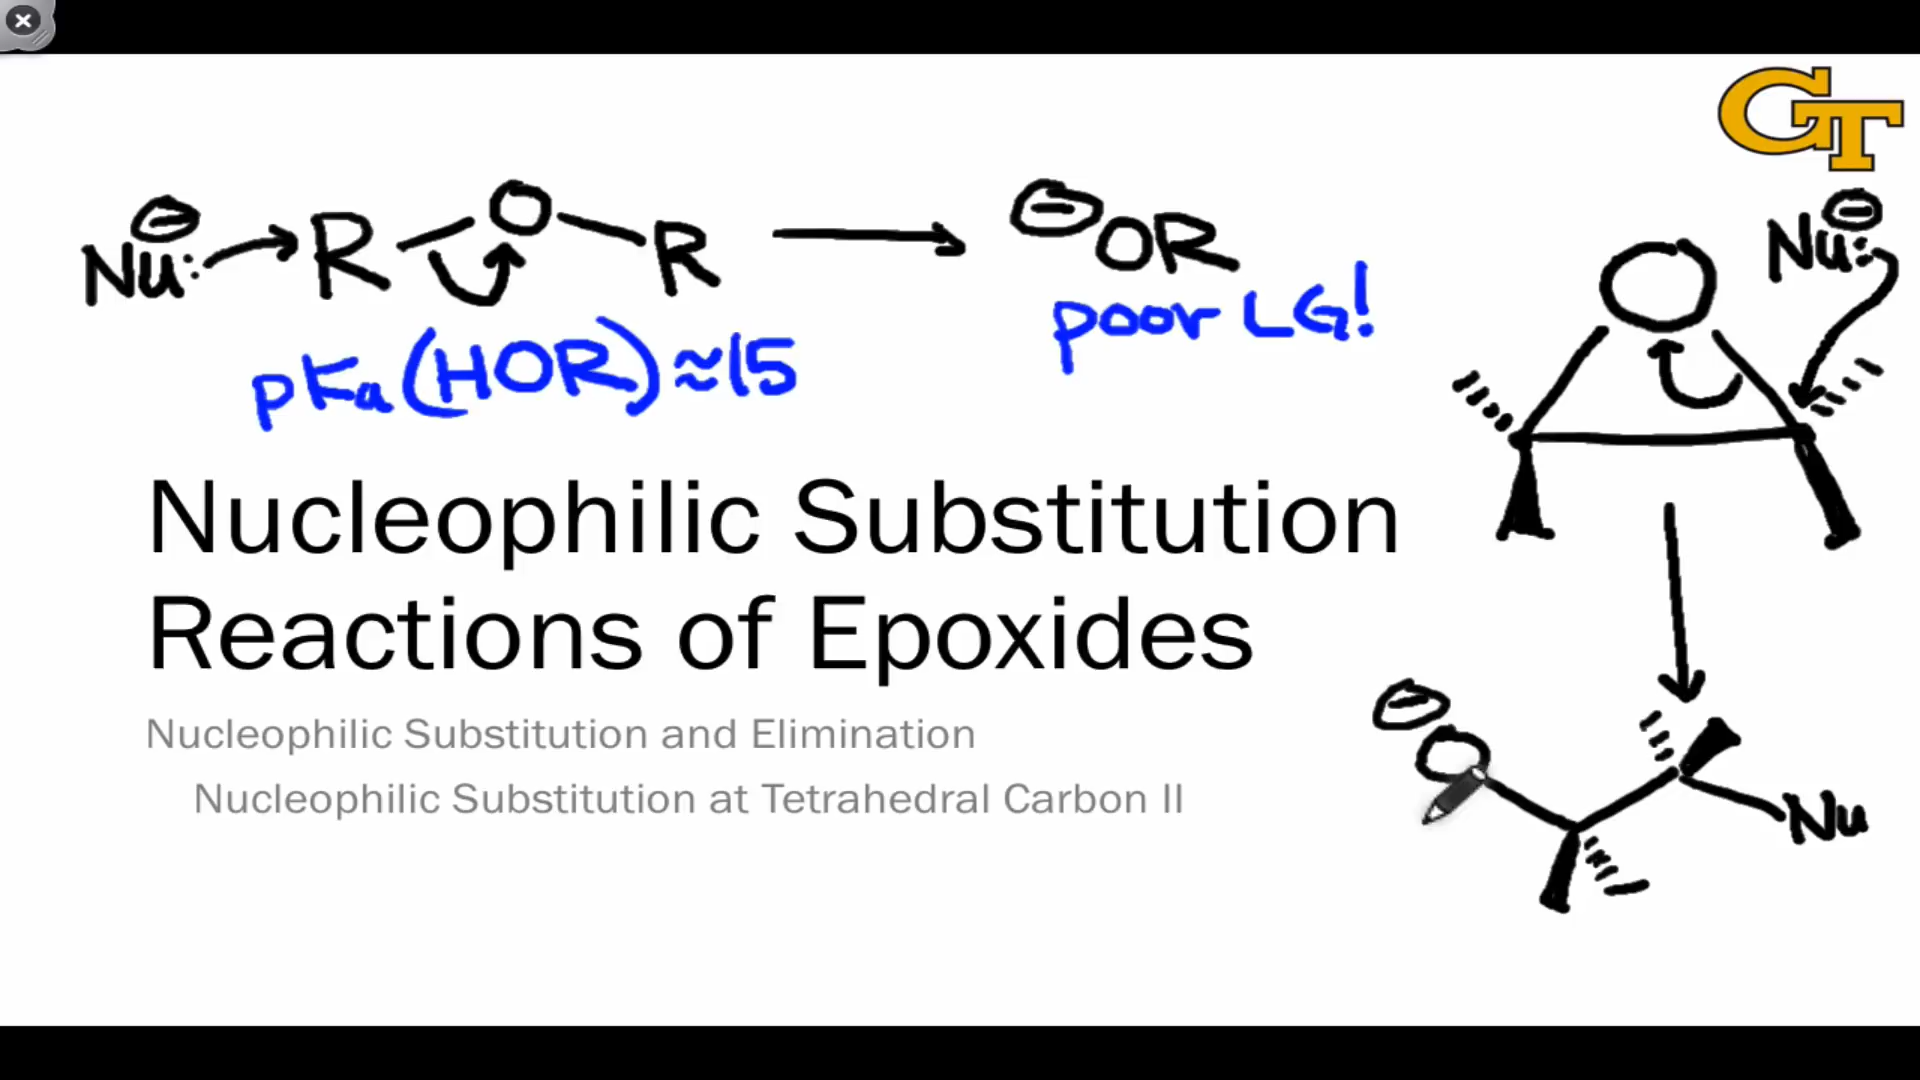 GT
Nu:⊖ R O R ⊖OR
poor LG!
pKa (HOR) ≈15
Nu:⊖
O
Nucleophilic Substitution
Reactions of Epoxides
Nucleophilic Substitution and Elimination
Nucleophilic Substitution at Tetrahedral Carbon II
⊖
O
Nu